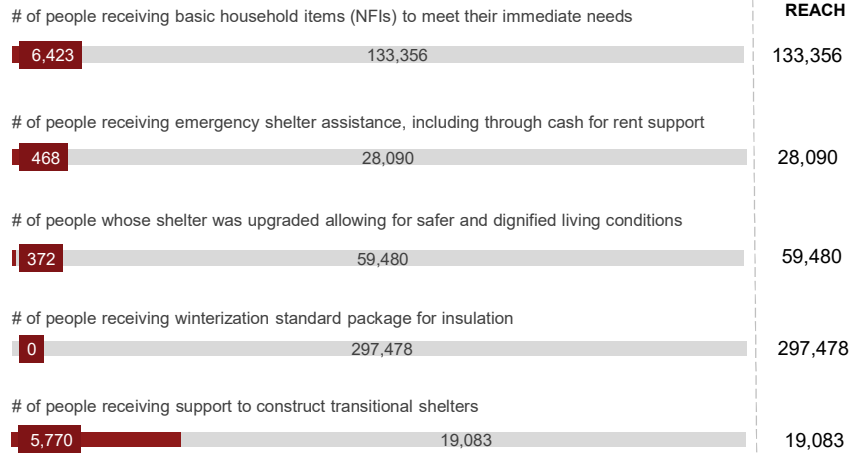 # of people receiving basic household items (NFIs) to meet their immediate needs
REACH
6,423 133,356 133,356
# of people receiving emergency shelter assistance, including through cash for rent support
468 28,090 28,090
# of people whose shelter was upgraded allowing for safer and dignified living conditions
372 59,480 59,480
# of people receiving winterization standard package for insulation
0 297,478 297,478
# of people receiving support to construct transitional shelters
5,770 19,083 19,083